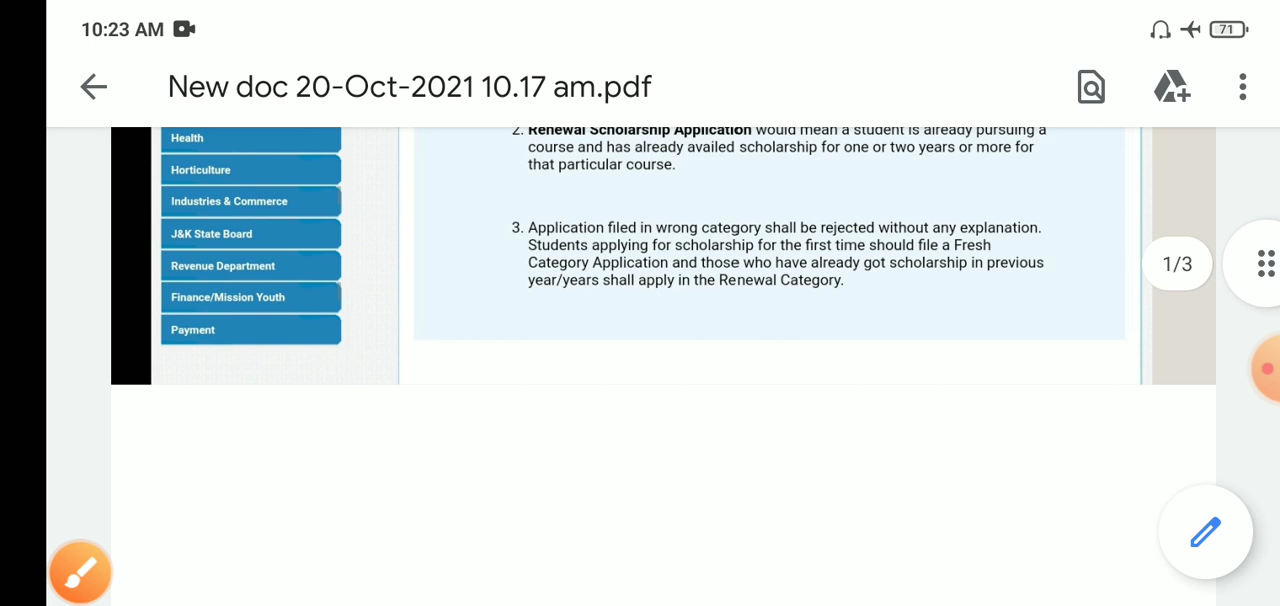 10:23 AM
71
New doc 20-Oct-2021 10.17 am.pdf
Health
Horticulture
Industries & Commerce
J&K State Board
Revenue Department
Finance/Mission Youth
Payment
2. Renewal Scholarship Application would mean a student is already pursuing a
course and has already availed scholarship for one or two years or more for
that particular course.
3. Application filed in wrong category shall be rejected without any explanation.
Students applying for scholarship for the first time should file a Fresh
Category Application and those who have already got scholarship in previous
year/years shall apply in the Renewal Category.
1/3